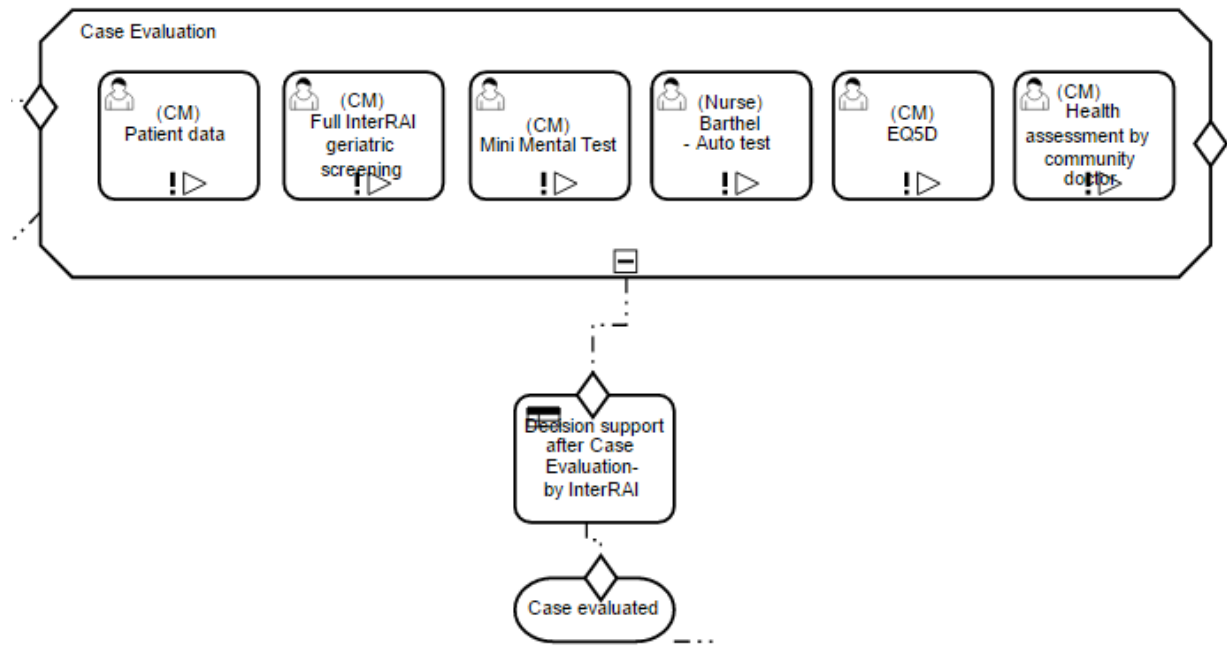 Case Evaluation
(CM)
Patient data
(CM)
Full InterRAI
geriatric
screening
(CM)
Mini Mental Test
(Nurse)
Barthel
- Auto test
(CM)
EQ5D
(CM)
Health
assessment by
community
doctor
Decision support
after Case
Evaluation-
by InterRAI
Case evaluated